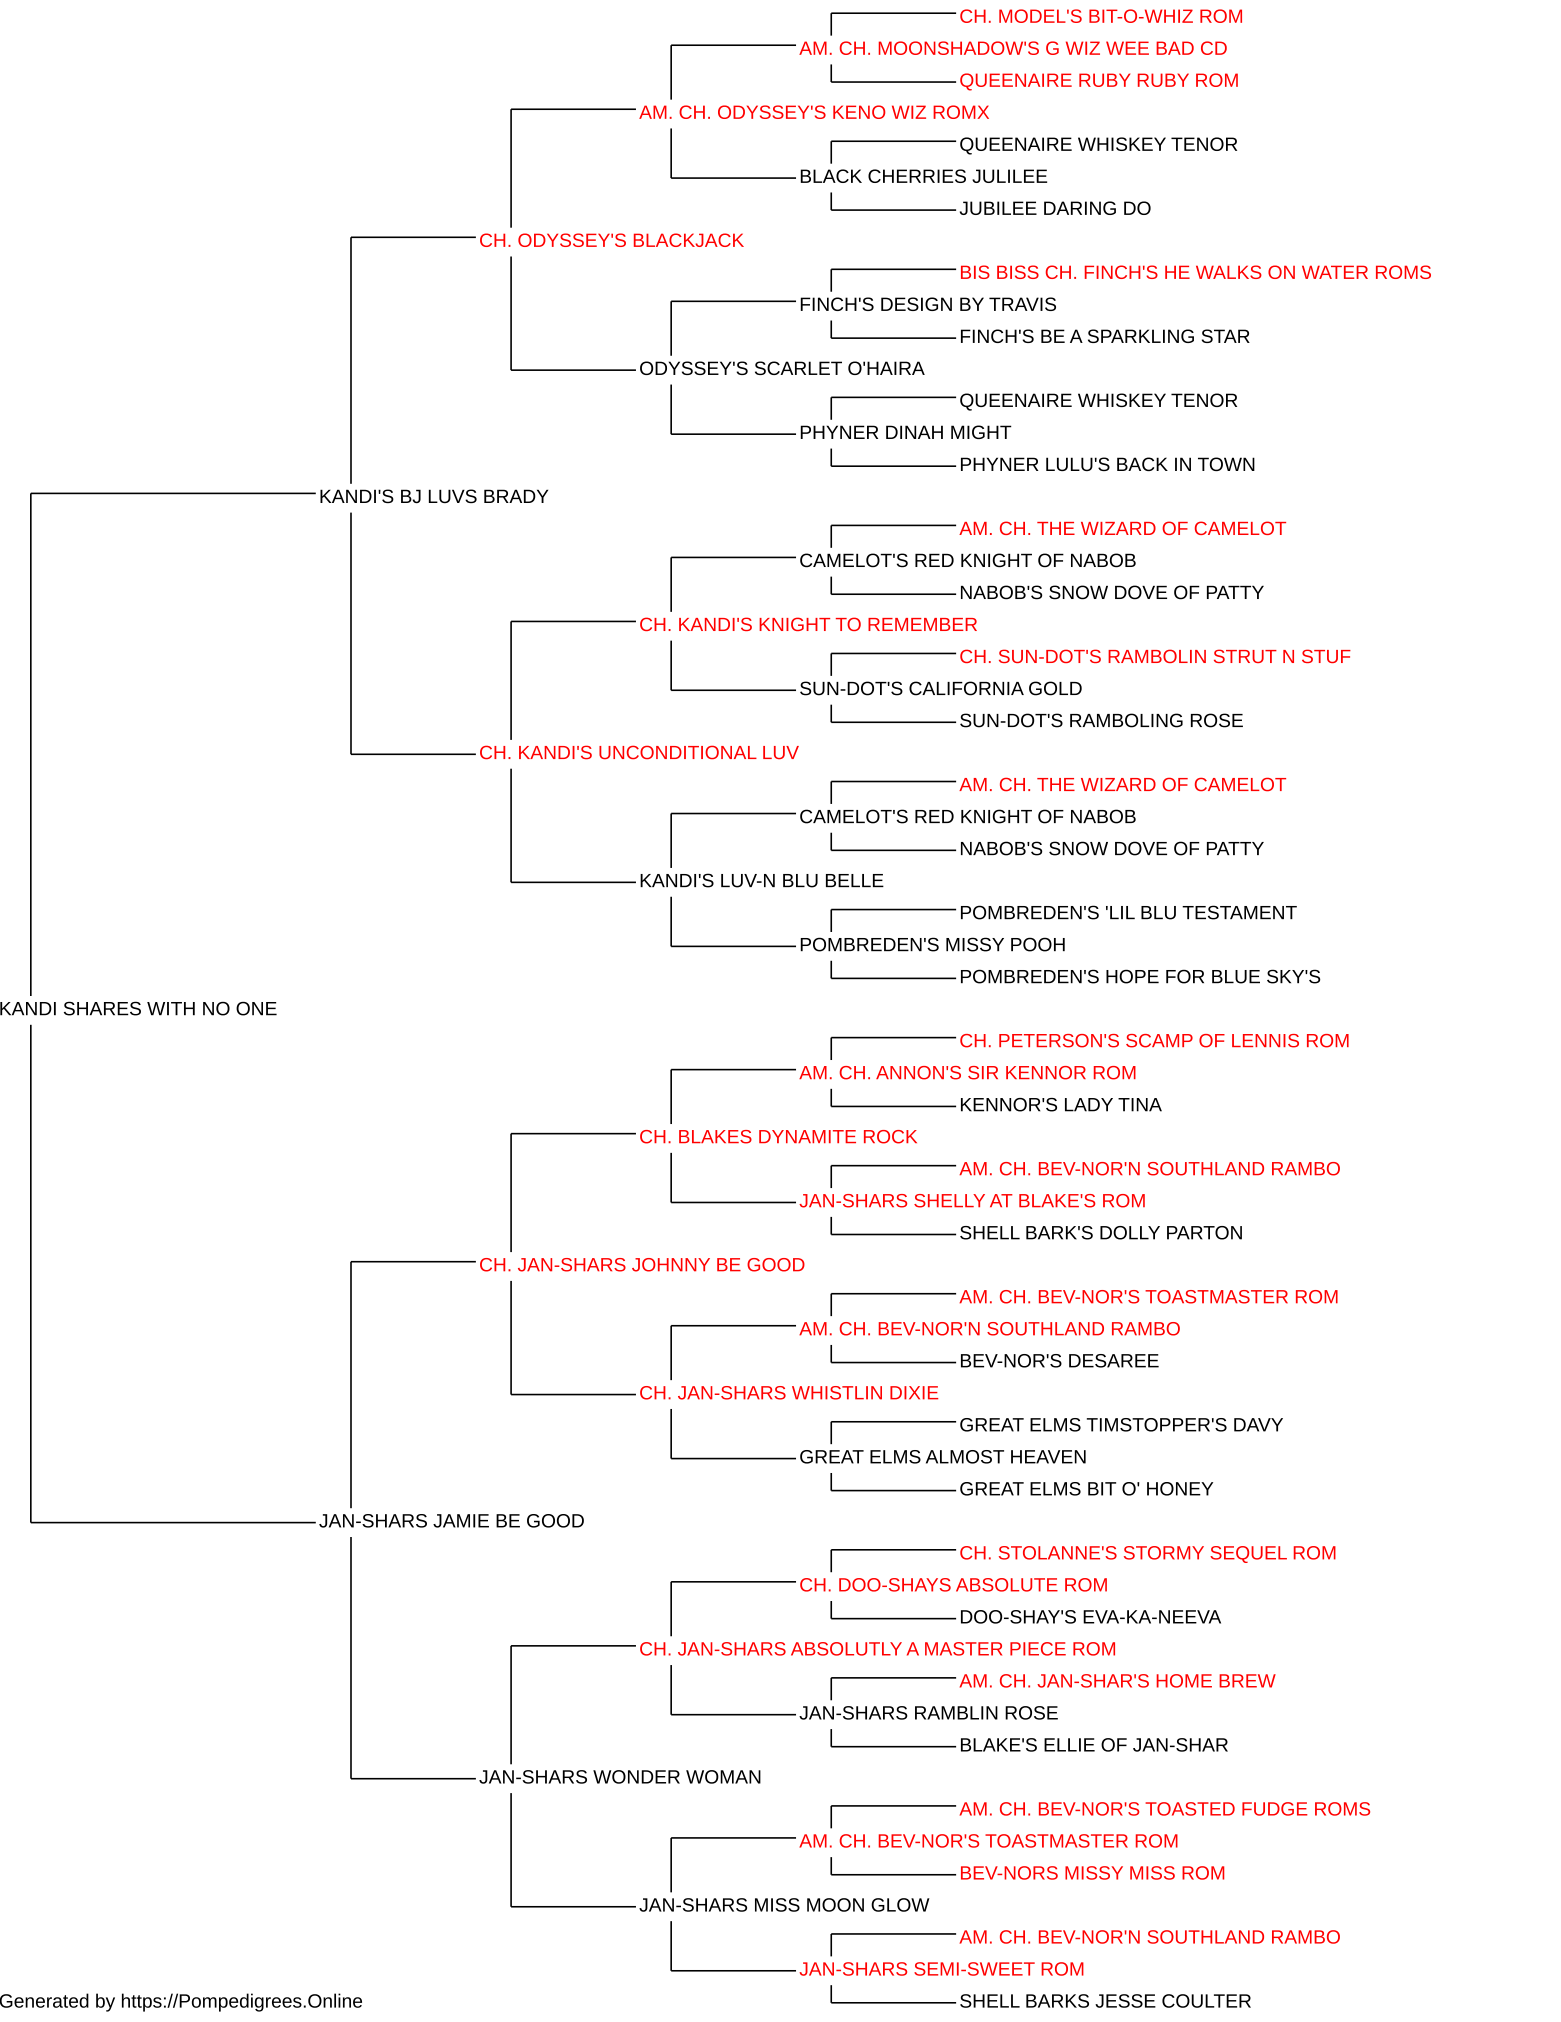 CH. MODEL'S BIT-O-WHIZ ROM
AM. CH. MOONSHADOW'S G WIZ WEE BAD CD
QUEENAIRE RUBY RUBY ROM
AM. CH. ODYSSEY'S KENO WIZ ROMX
QUEENAIRE WHISKEY TENOR
BLACK CHERRIES JULILEE
JUBILEE DARING DO
CH. ODYSSEY'S BLACKJACK
BIS BISS CH. FINCH'S HE WALKS ON WATER ROMS
FINCH'S DESIGN BY TRAVIS
FINCH'S BE A SPARKLING STAR
ODYSSEY'S SCARLET O'HAIRA
QUEENAIRE WHISKEY TENOR
PHYNER DINAH MIGHT
PHYNER LULU'S BACK IN TOWN
KANDI'S BJ LUVS BRADY
AM. CH. THE WIZARD OF CAMELOT
CAMELOT'S RED KNIGHT OF NABOB
NABOB'S SNOW DOVE OF PATTY
CH. KANDI'S KNIGHT TO REMEMBER
CH. SUN-DOT'S RAMBOLIN STRUT N STUF
SUN-DOT'S CALIFORNIA GOLD
SUN-DOT'S RAMBOLING ROSE
CH. KANDI'S UNCONDITIONAL LUV
AM. CH. THE WIZARD OF CAMELOT
CAMELOT'S RED KNIGHT OF NABOB
NABOB'S SNOW DOVE OF PATTY
KANDI'S LUV-N BLU BELLE
POMBREDEN'S 'LIL BLU TESTAMENT
POMBREDEN'S MISSY POOH
POMBREDEN'S HOPE FOR BLUE SKY'S
KANDI SHARES WITH NO ONE
CH. PETERSON'S SCAMP OF LENNIS ROM
AM. CH. ANNON'S SIR KENNOR ROM
KENNOR'S LADY TINA
CH. BLAKES DYNAMITE ROCK
AM. CH. BEV-NOR'N SOUTHLAND RAMBO
JAN-SHARS SHELLY AT BLAKE'S ROM
SHELL BARK'S DOLLY PARTON
CH. JAN-SHARS JOHNNY BE GOOD
AM. CH. BEV-NOR'S TOASTMASTER ROM
AM. CH. BEV-NOR'N SOUTHLAND RAMBO
BEV-NOR'S DESAREE
CH. JAN-SHARS WHISTLIN DIXIE
GREAT ELMS TIMSTOPPER'S DAVY
GREAT ELMS ALMOST HEAVEN
GREAT ELMS BIT O' HONEY
JAN-SHARS JAMIE BE GOOD
CH. STOLANNE'S STORMY SEQUEL ROM
CH. DOO-SHAYS ABSOLUTE ROM
DOO-SHAY'S EVA-KA-NEEVA
CH. JAN-SHARS ABSOLUTLY A MASTER PIECE ROM
AM. CH. JAN-SHAR'S HOME BREW
JAN-SHARS RAMBLIN ROSE
BLAKE'S ELLIE OF JAN-SHAR
JAN-SHARS WONDER WOMAN
AM. CH. BEV-NOR'S TOASTED FUDGE ROMS
AM. CH. BEV-NOR'S TOASTMASTER ROM
BEV-NORS MISSY MISS ROM
JAN-SHARS MISS MOON GLOW
AM. CH. BEV-NOR'N SOUTHLAND RAMBO
JAN-SHARS SEMI-SWEET ROM
SHELL BARKS JESSE COULTER
Generated by https://Pompedigrees.Online